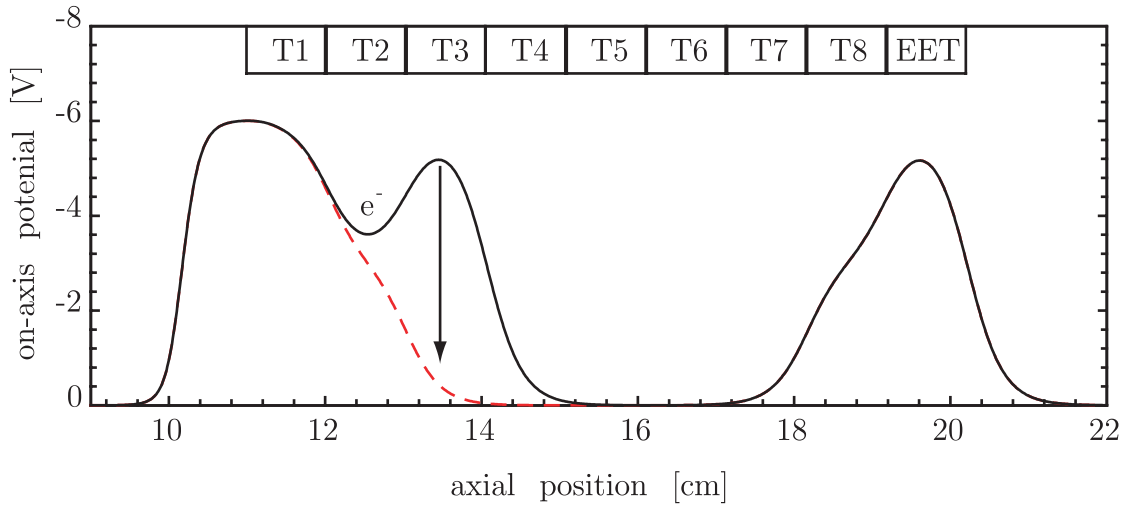 -8
-6
-4
-2
0
on-axis potenial [V]
T1 T2 T3 T4 T5 T6 T7 T8 EET
e-
10 12 14 16 18 20 22
axial position [cm]